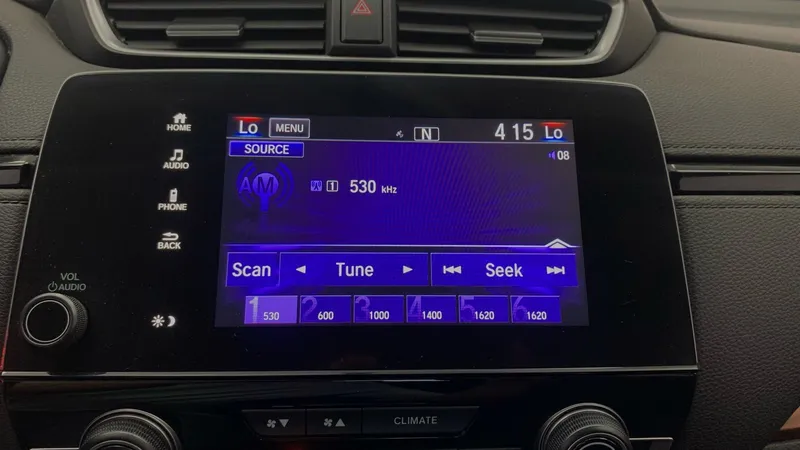 HOME
AUDIO
PHONE
BACK
VOL
AUDIO
Lo MENU N 4 15 Lo
SOURCE 08
AM 1 530 kHz
Scan Tune Seek
1 530 2 600 3 1000 4 1400 5 1620 6 1620
CLIMATE